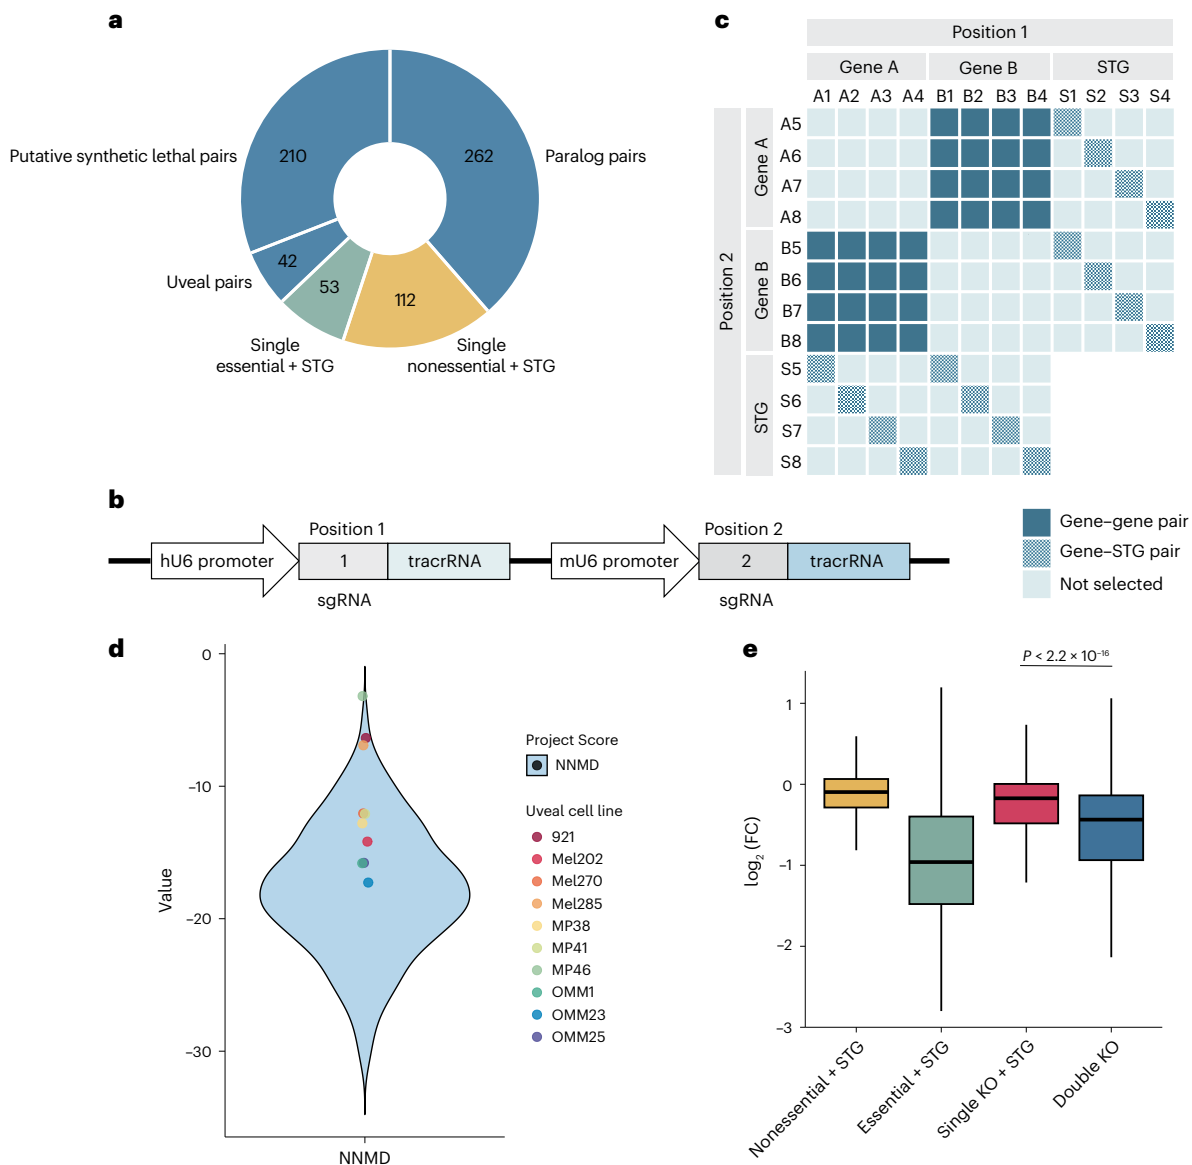 a
Putative synthetic lethal pairs
210
262
Paralog pairs
Uveal pairs
42
53
112
Single
essential + STG
Single
nonessential + STG
c
Position 1
Gene A
Gene B
STG
A1 A2 A3 A4 B1 B2 B3 B4 S1 S2 S3 S4
Position 2
Gene A
A5
A6
A7
A8
Gene B
B5
B6
B7
B8
STG
S5
S6
S7
S8
Gene–gene pair
Gene–STG pair
Not selected
b
Position 1
Position 2
hU6 promoter
1
tracrRNA
mU6 promoter
2
tracrRNA
sgRNA
sgRNA
d
Value
0
–10
–20
–30
NNMD
Project Score
NNMD
Uveal cell line
921
Mel202
Mel270
Mel285
MP38
MP41
MP46
OMM1
OMM23
OMM25
e
P < 2.2 × 10⁻¹⁶
log₂ (FC)
1
0
–1
–2
–3
Nonessential + STG
Essential + STG
Single KO + STG
Double KO